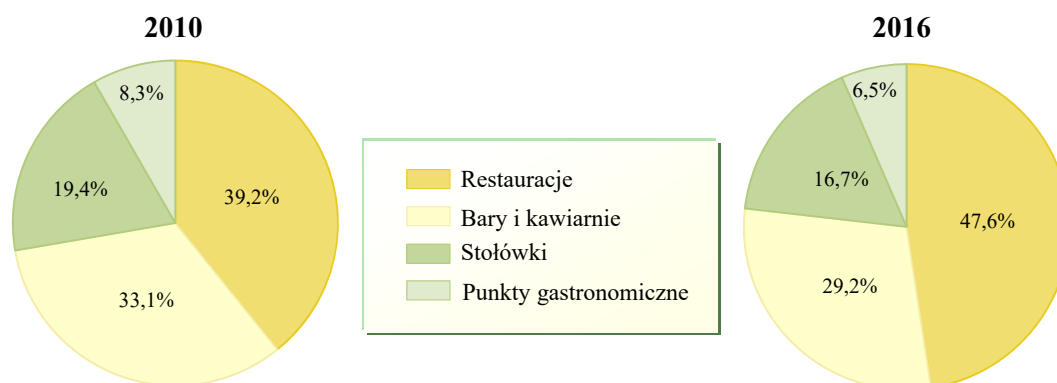 2010
2016
8,3%
19,4%
39,2%
33,1%
Restauracje
Bary i kawiarnie
Stołówki
Punkty gastronomiczne
6,5%
16,7%
47,6%
29,2%